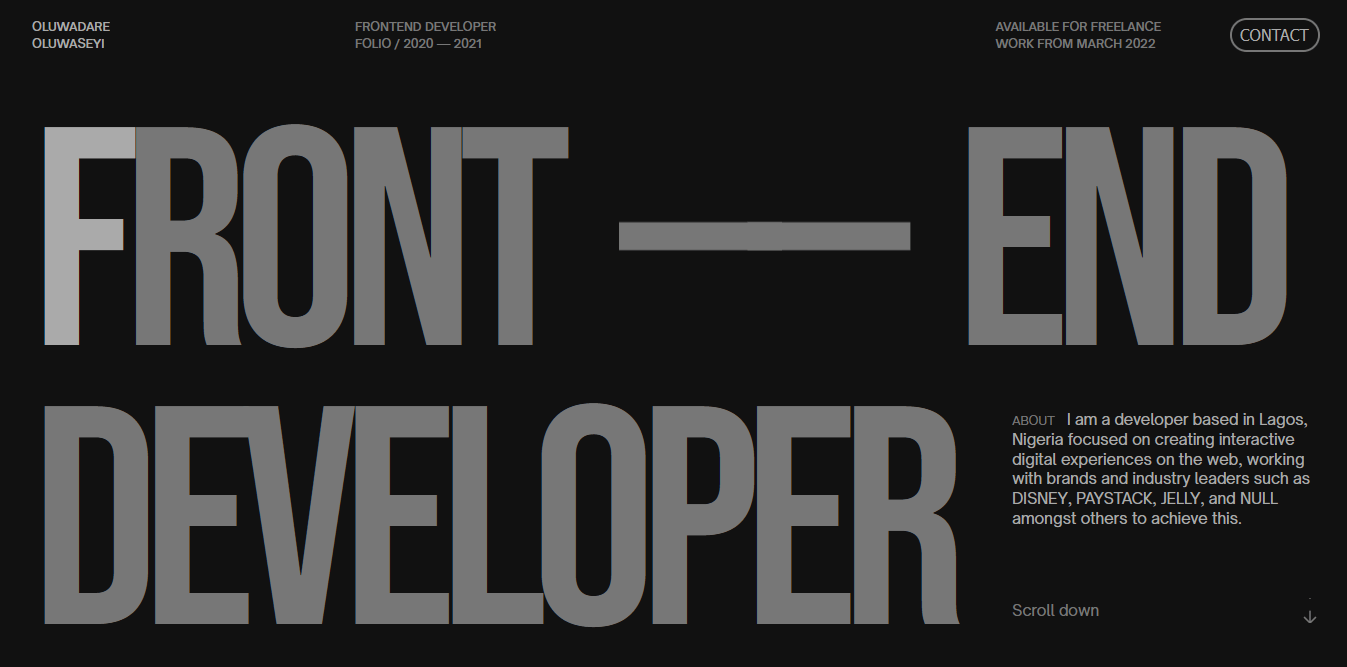 OLUWADARE
OLUWASEYI
FRONTEND DEVELOPER
FOLIO / 2020 — 2021
AVAILABLE FOR FREELANCE
WORK FROM MARCH 2022
CONTACT
FRONT — END
DEVELOPER
ABOUT I am a developer based in Lagos,
Nigeria focused on creating interactive
digital experiences on the web, working
with brands and industry leaders such as
DISNEY, PAYSTACK, JELLY, and NULL
amongst others to achieve this.
Scroll down